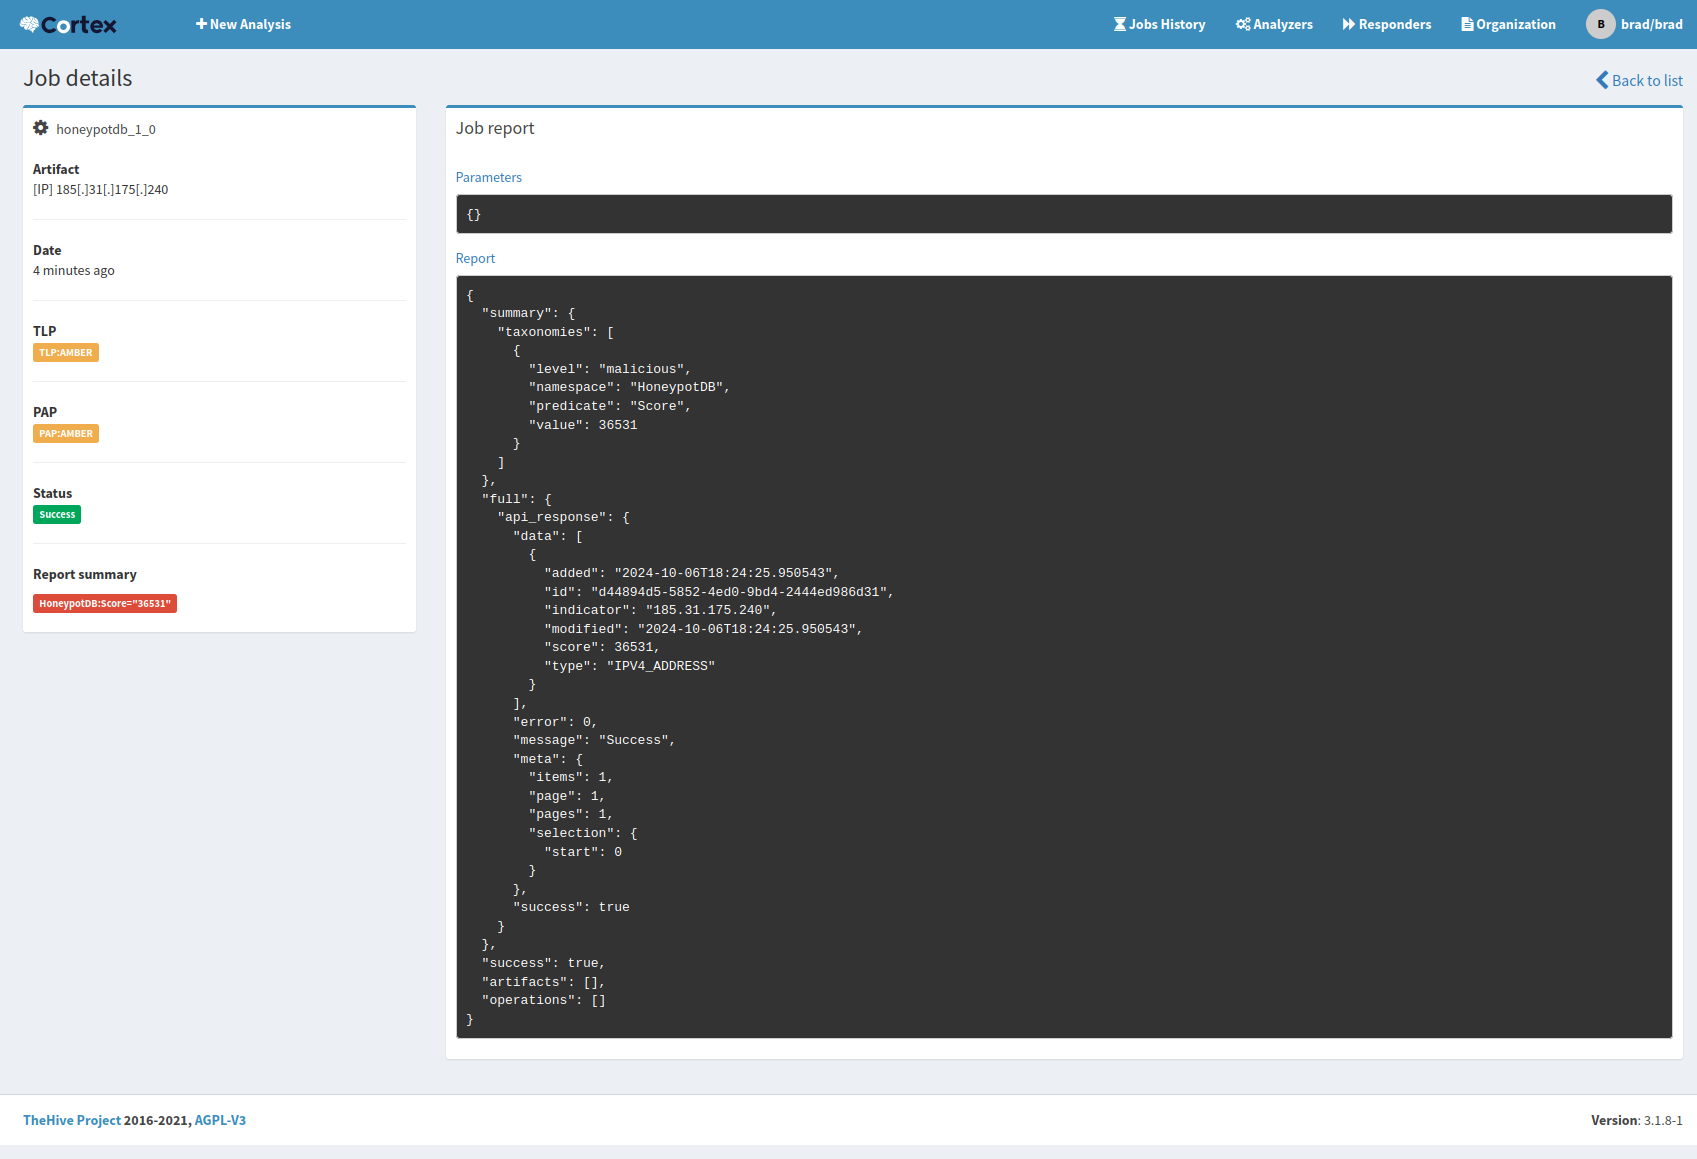 Cortex
New Analysis
Jobs History
Analyzers
Responders
Organization
B
brad/brad
Job details
Back to list
honeypotdb_1_0
Artifact
[IP] 185[.]31[.]175[.]240
Date
4 minutes ago
TLP
TLP:AMBER
PAP
PAP:AMBER
Status
Success
Report summary
HoneypotDB:Score="36531"
Job report
Parameters
{}
Report
{
  "summary": {
    "taxonomies": [
      {
        "level": "malicious",
        "namespace": "HoneypotDB",
        "predicate": "Score",
        "value": 36531
      }
    ]
  },
  "full": {
    "api_response": {
      "data": [
        {
          "added": "2024-10-06T18:24:25.950543",
          "id": "d44894d5-5852-4ed0-9bd4-2444ed986d31",
          "indicator": "185.31.175.240",
          "modified": "2024-10-06T18:24:25.950543",
          "score": 36531,
          "type": "IPV4_ADDRESS"
        }
      ],
      "error": 0,
      "message": "Success",
      "meta": {
        "items": 1,
        "page": 1,
        "pages": 1,
        "selection": {
          "start": 0
        }
      },
      "success": true
    }
  },
  "success": true,
  "artifacts": [],
  "operations": []
}
TheHive Project 2016-2021, AGPL-V3
Version: 3.1.8-1